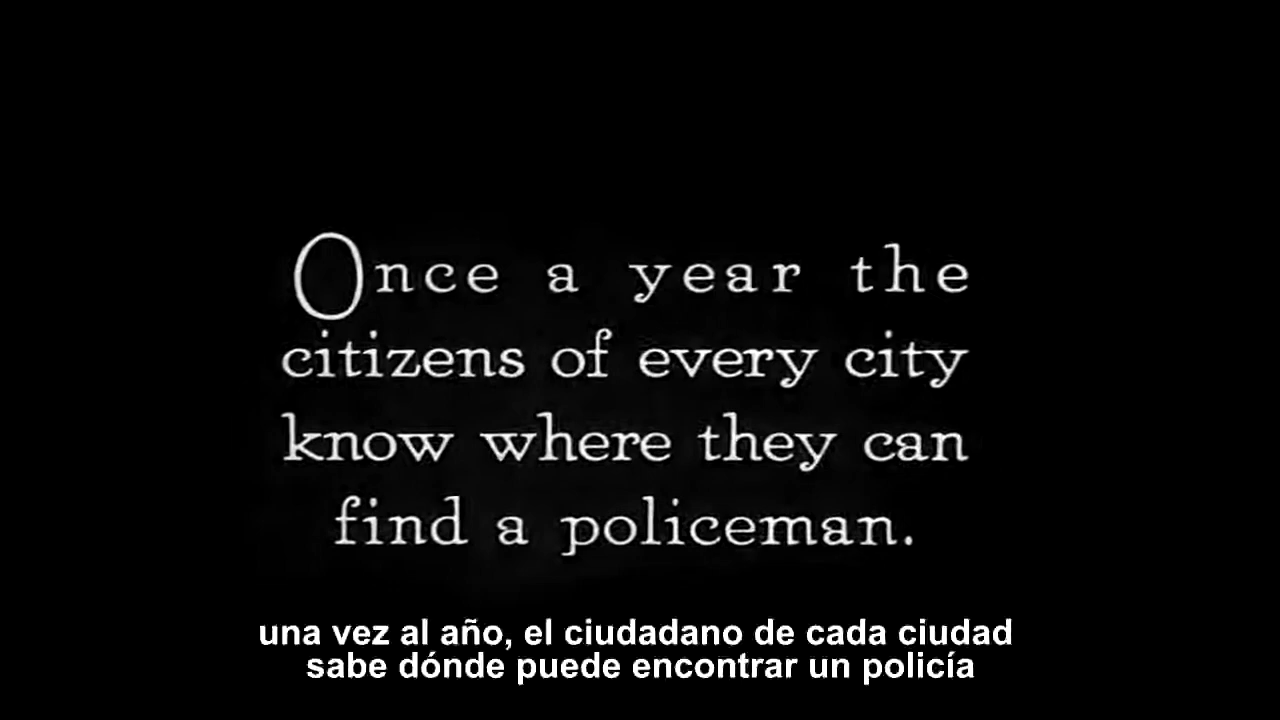 Once a year the
citizens of every city
know where they can
find a policeman.
una vez al año, el ciudadano de cada ciudad
sabe dónde puede encontrar un policía